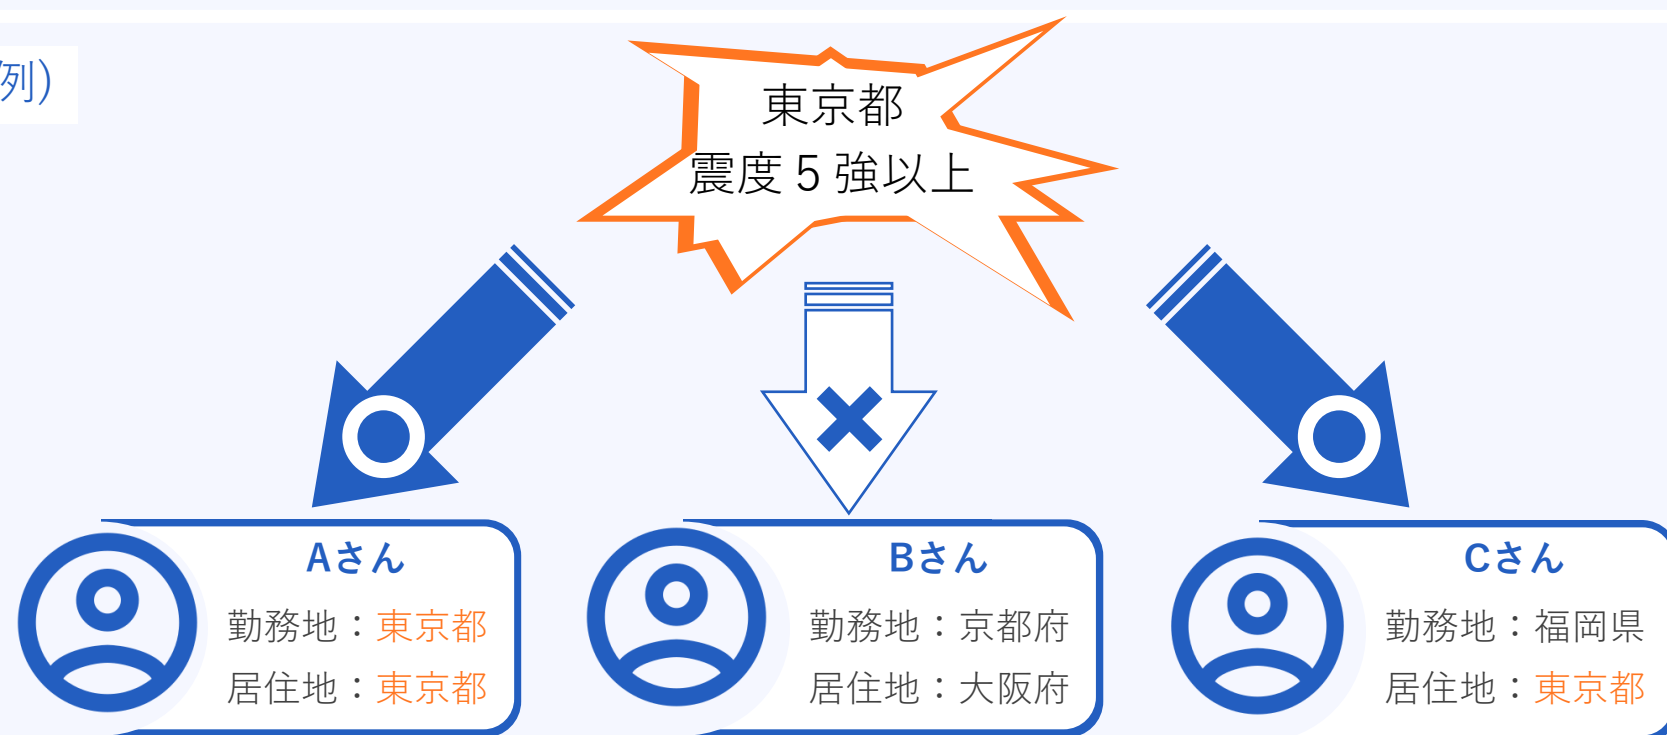 例）
東京都
震度５強以上
Aさん
勤務地：東京都
居住地：東京都
Bさん
勤務地：京都府
居住地：大阪府
Cさん
勤務地：福岡県
居住地：東京都